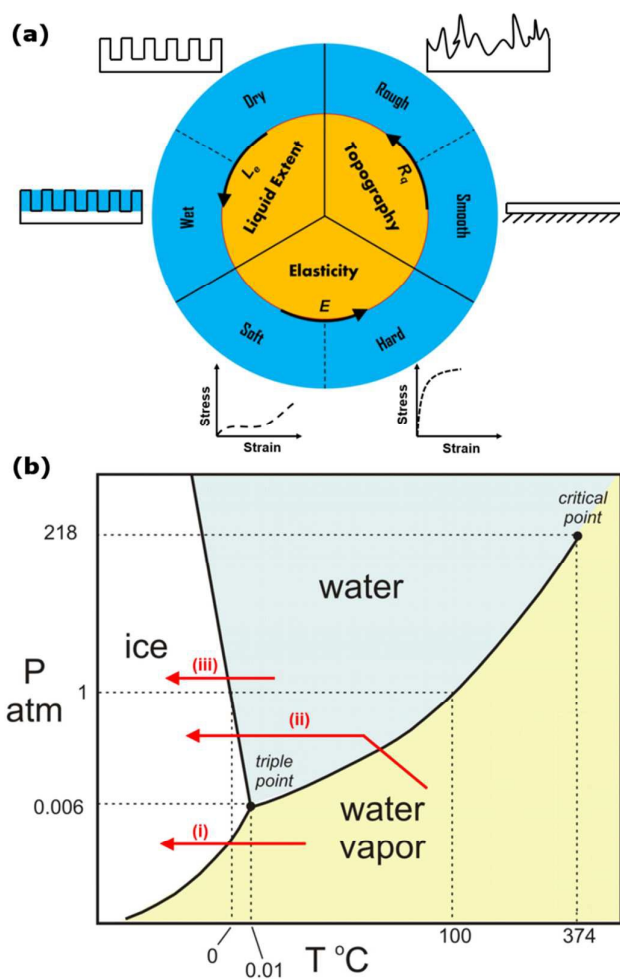 (a)
Dry
Rough
Wet
Smooth
Le
Liquid Extent
Topography
Rq
Elasticity
E
Soft
Hard
Stress
Strain
Stress
Strain
(b)
218
critical
point
water
ice
P
atm
(iii)
1
(ii)
triple
point
0.006
water
vapor
(i)
0
0.01
T °C
100
374